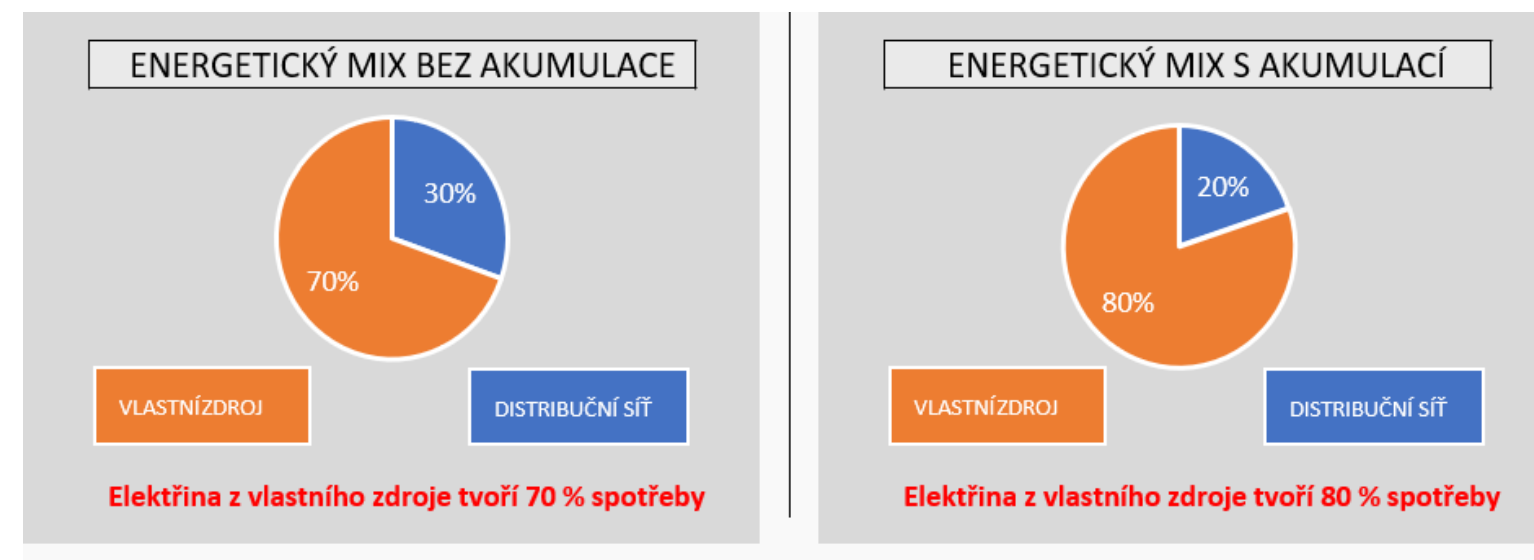 ENERGETICKÝ MIX BEZ AKUMULACE
30%
70%
VLASTNÍZDROJ
DISTRIBUČNÍ SÍŤ
Elektřina z vlastního zdroje tvoří 70 % spotřeby
ENERGETICKÝ MIX S AKUMULACÍ
20%
80%
VLASTNÍZDROJ
DISTRIBUČNÍ SÍŤ
Elektřina z vlastního zdroje tvoří 80 % spotřeby